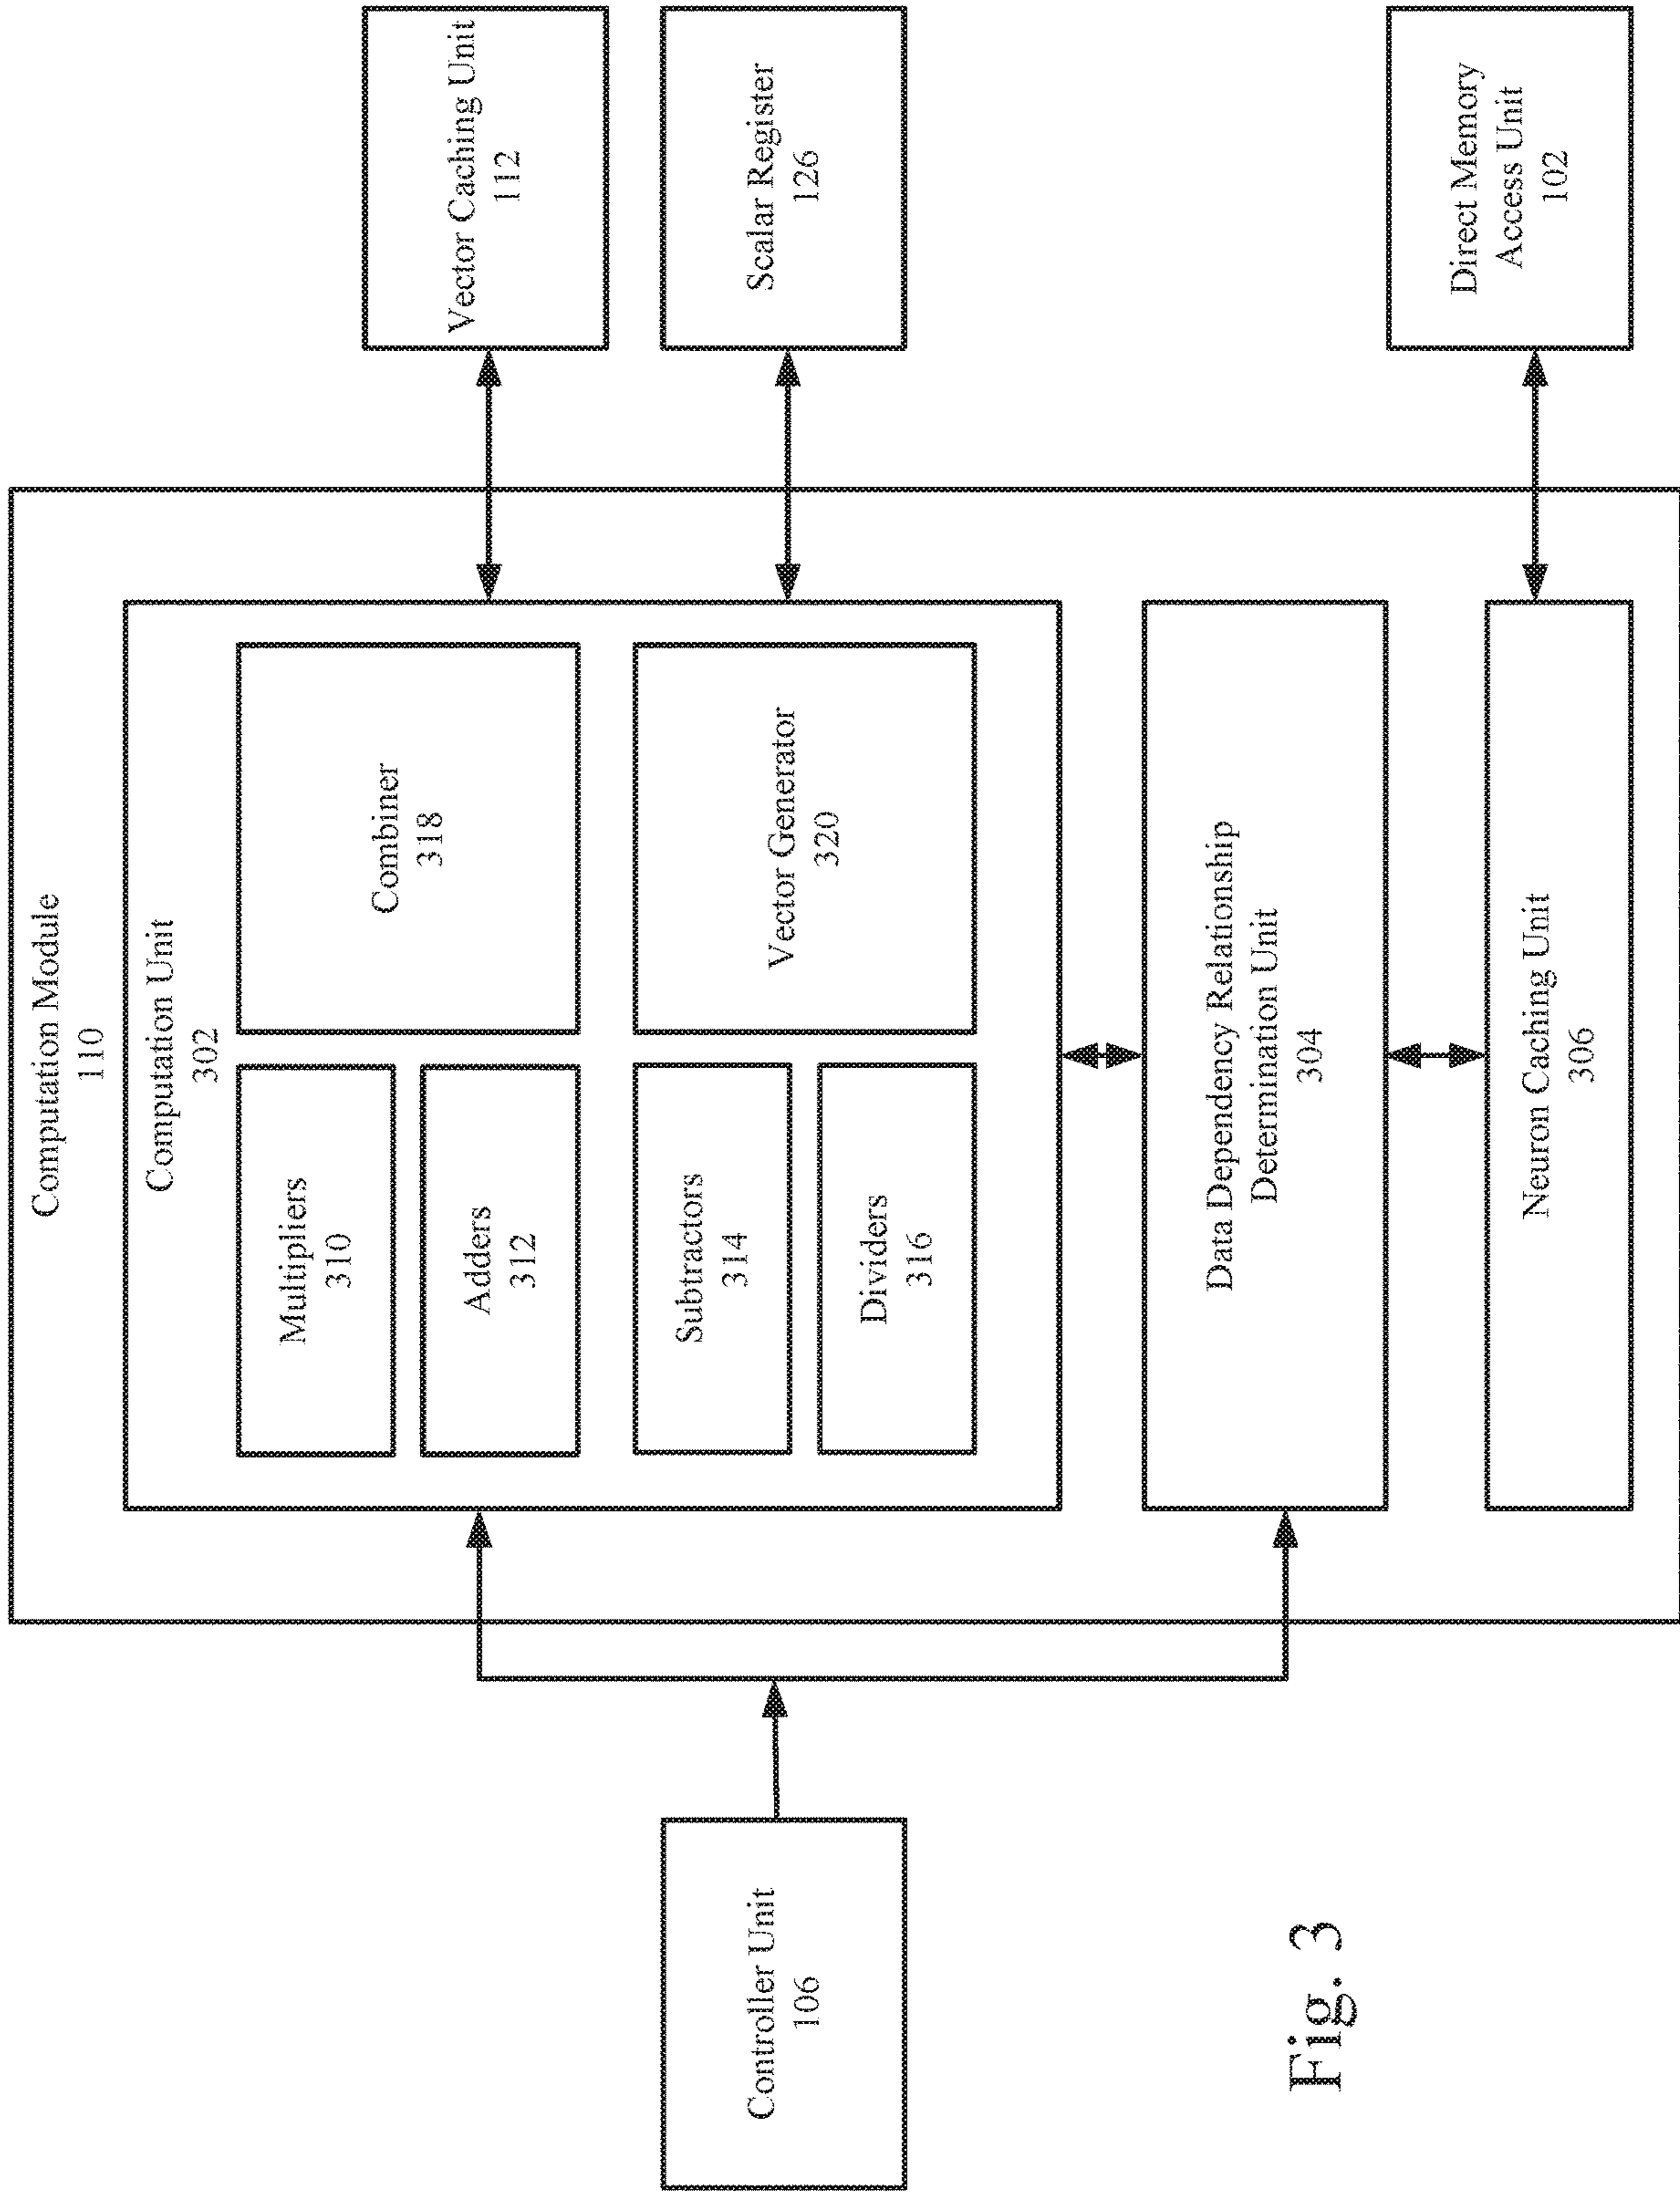 Computation Module
110
Computation Unit
302
Multipliers
310
Combiner
318
Adders
312
Subtractors
314
Vector Generator
320
Dividers
316
Data Dependency Relationship
Determination Unit
304
Neuron Caching Unit
306
Controller Unit
106
Vector Caching Unit
112
Scalar Register
126
Direct Memory
Access Unit
102
Fig. 3